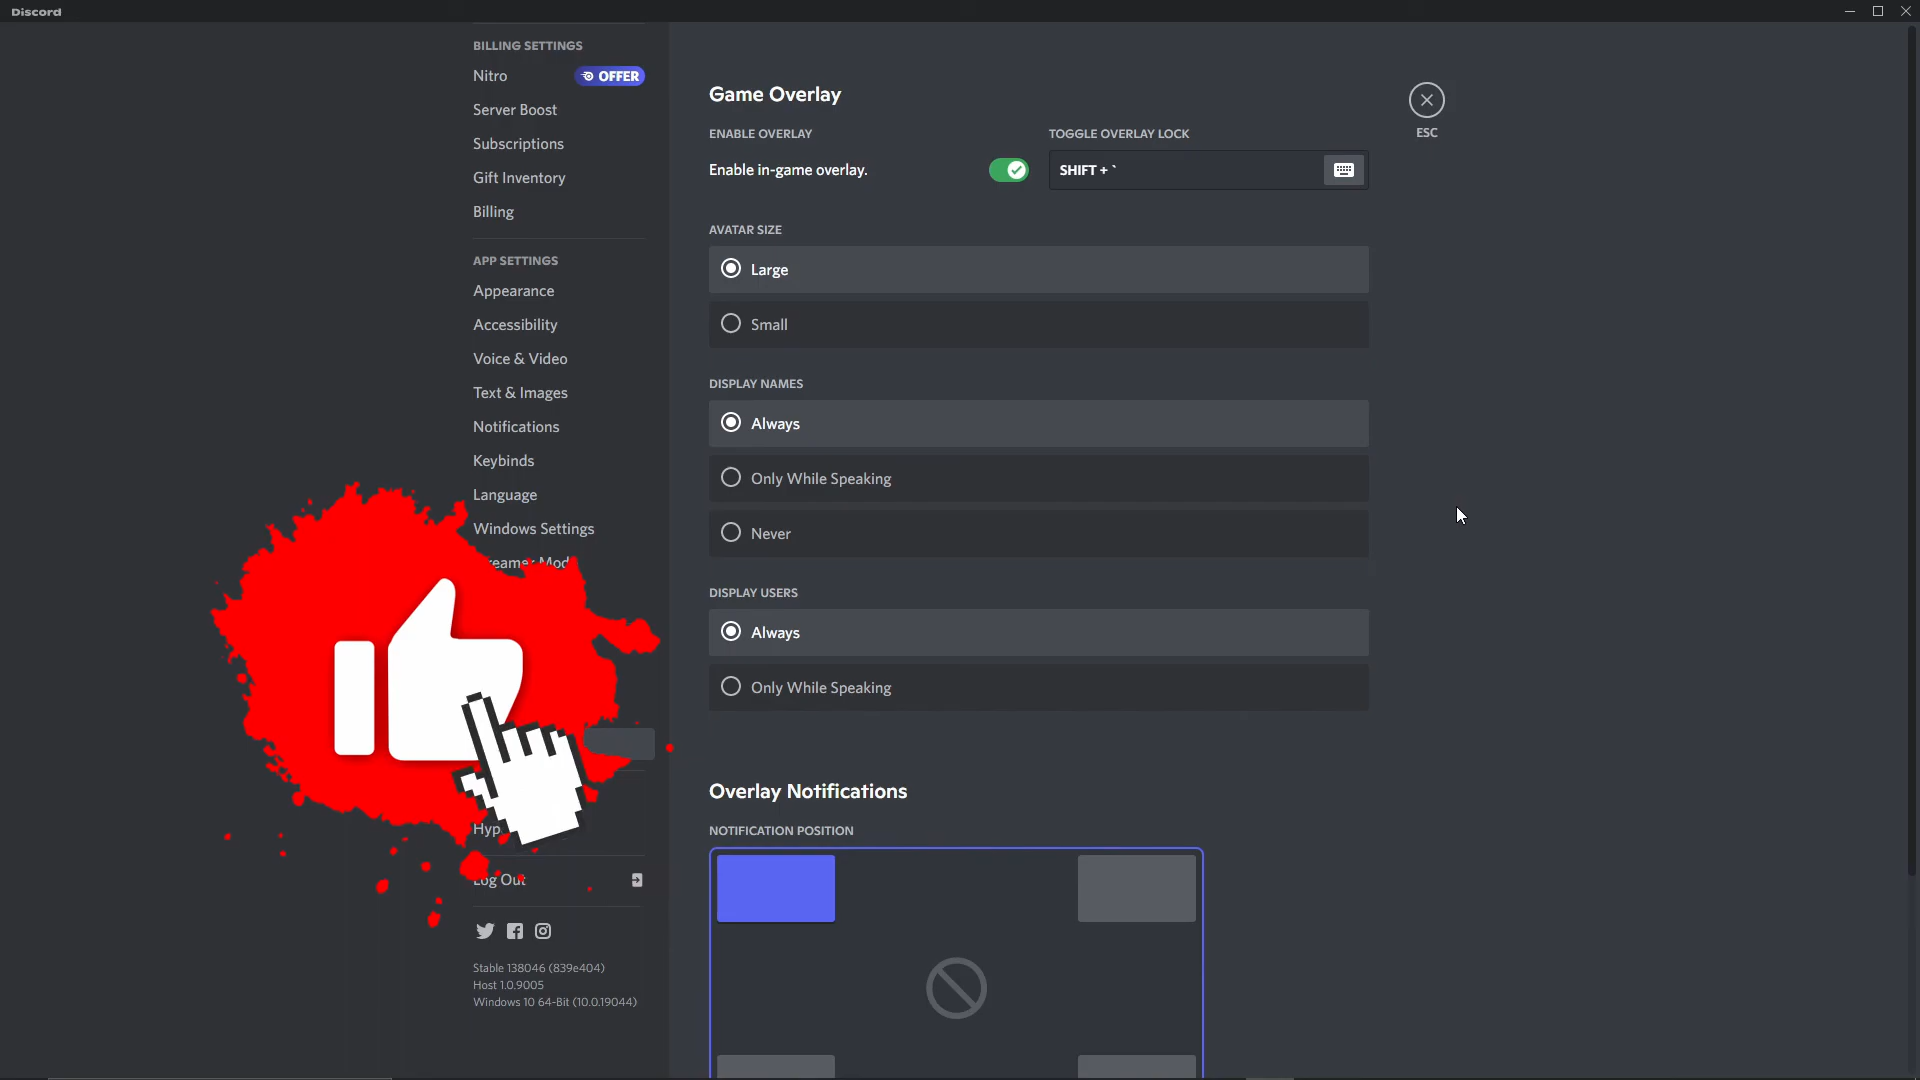 Discord
BILLING SETTINGS
Nitro
OFFER
Server Boost
Subscriptions
Gift Inventory
Billing
APP SETTINGS
Appearance
Accessibility
Voice & Video
Text & Images
Notifications
Keybinds
Language
Windows Settings
Log Out
Stable 138046 (839e404)
Host 1.0.9005
Windows 10 64-Bit (10.0.19044)
Game Overlay
ENABLE OVERLAY
Enable in-game overlay.
TOGGLE OVERLAY LOCK
SHIFT + `
ESC
AVATAR SIZE
Large
Small
DISPLAY NAMES
Always
Only While Speaking
Never
DISPLAY USERS
Always
Only While Speaking
Overlay Notifications
NOTIFICATION POSITION